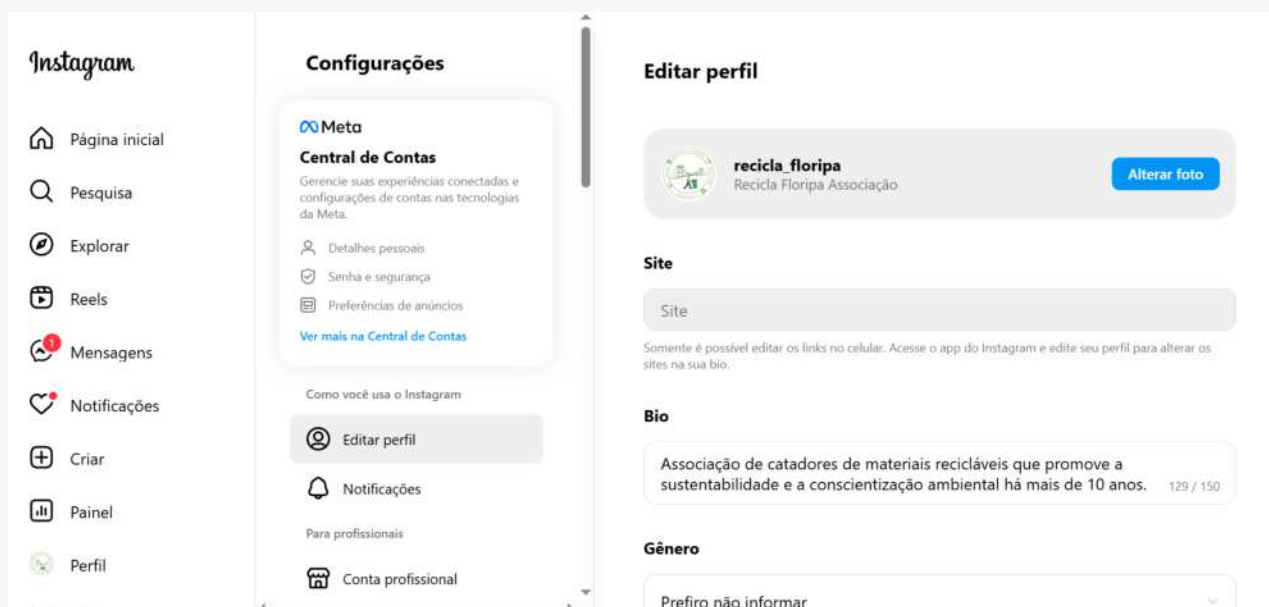 Instagram
Página inicial
Pesquisa
Explorar
Reels
1
Mensagens
Notificações
Criar
Painel
Perfil
Configurações
Meta
Central de Contas
Gerencie suas experiências conectadas e
configurações de contas nas tecnologias
da Meta.
Detalhes pessoais
Senha e segurança
Preferências de anúncios
Ver mais na Central de Contas
Como você usa o Instagram
Editar perfil
Notificações
Para profissionais
Conta profissional
Editar perfil
recicla_floripa
Recicla Floripa Associação
Alterar foto
Site
Site
Somente é possível editar os links no celular. Acesse o app do Instagram e edite seu perfil para alterar os
sites na sua bio.
Bio
Associação de catadores de materiais recicláveis que promove a
sustentabilidade e a conscientização ambiental há mais de 10 anos.
129 / 150
Gênero
Prefiro não informar